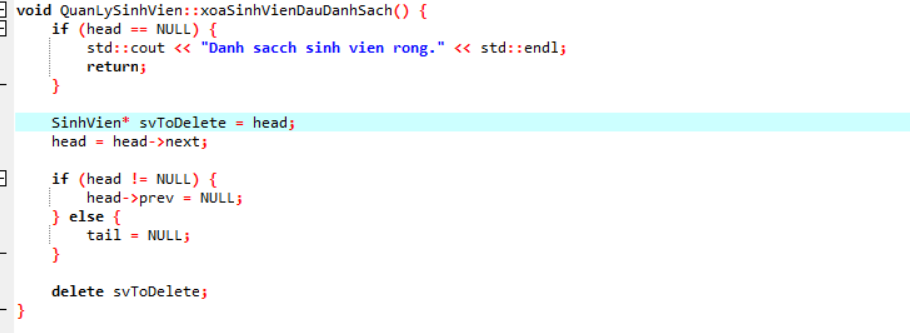 void QuanLySinhVien::xoaSinhVienDauDanhSach() {
if (head == NULL) {
std::cout << "Danh sacch sinh vien rong." << std::endl;
return;
}
SinhVien* svToDelete = head;
head = head->next;
if (head != NULL) {
head->prev = NULL;
} else {
tail = NULL;
}
delete svToDelete;
}